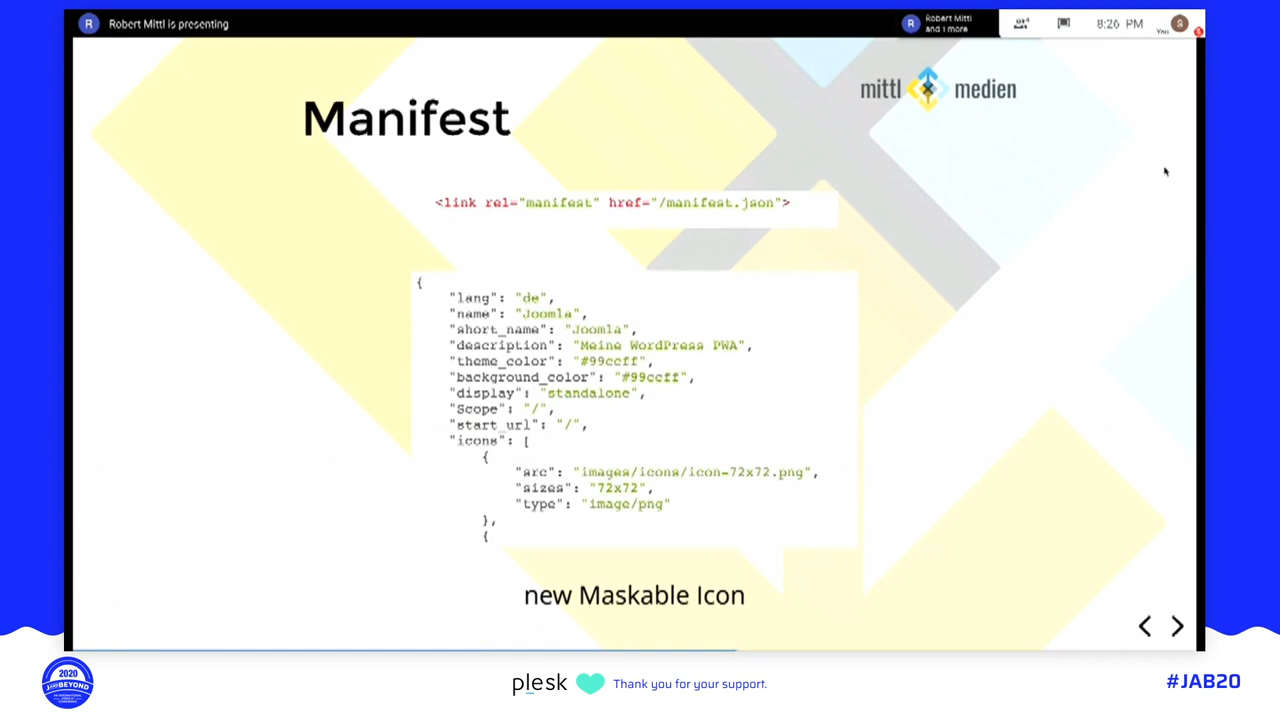 R Robert Mittl is presenting
R Robert Mittl and 1 more
8:26 PM
You
S
mittl medien
Manifest
<link rel="manifest" href="/manifest.json">
{
"lang": "de",
"name": "Joomla",
"short_name": "Joomla",
"description": "Meine WordPress PWA",
"theme_color": "#99ccff",
"background_color": "#99ccff",
"display": "standalone",
"Scope": "/",
"start_url": "/",
"icons": [
{
"src": "images/icons/icon-72x72.png",
"sizes": "72x72",
"type": "image/png"
},
{
new Maskable Icon
2020
JANDBEYOND
plesk Thank you for your support.
#JAB20